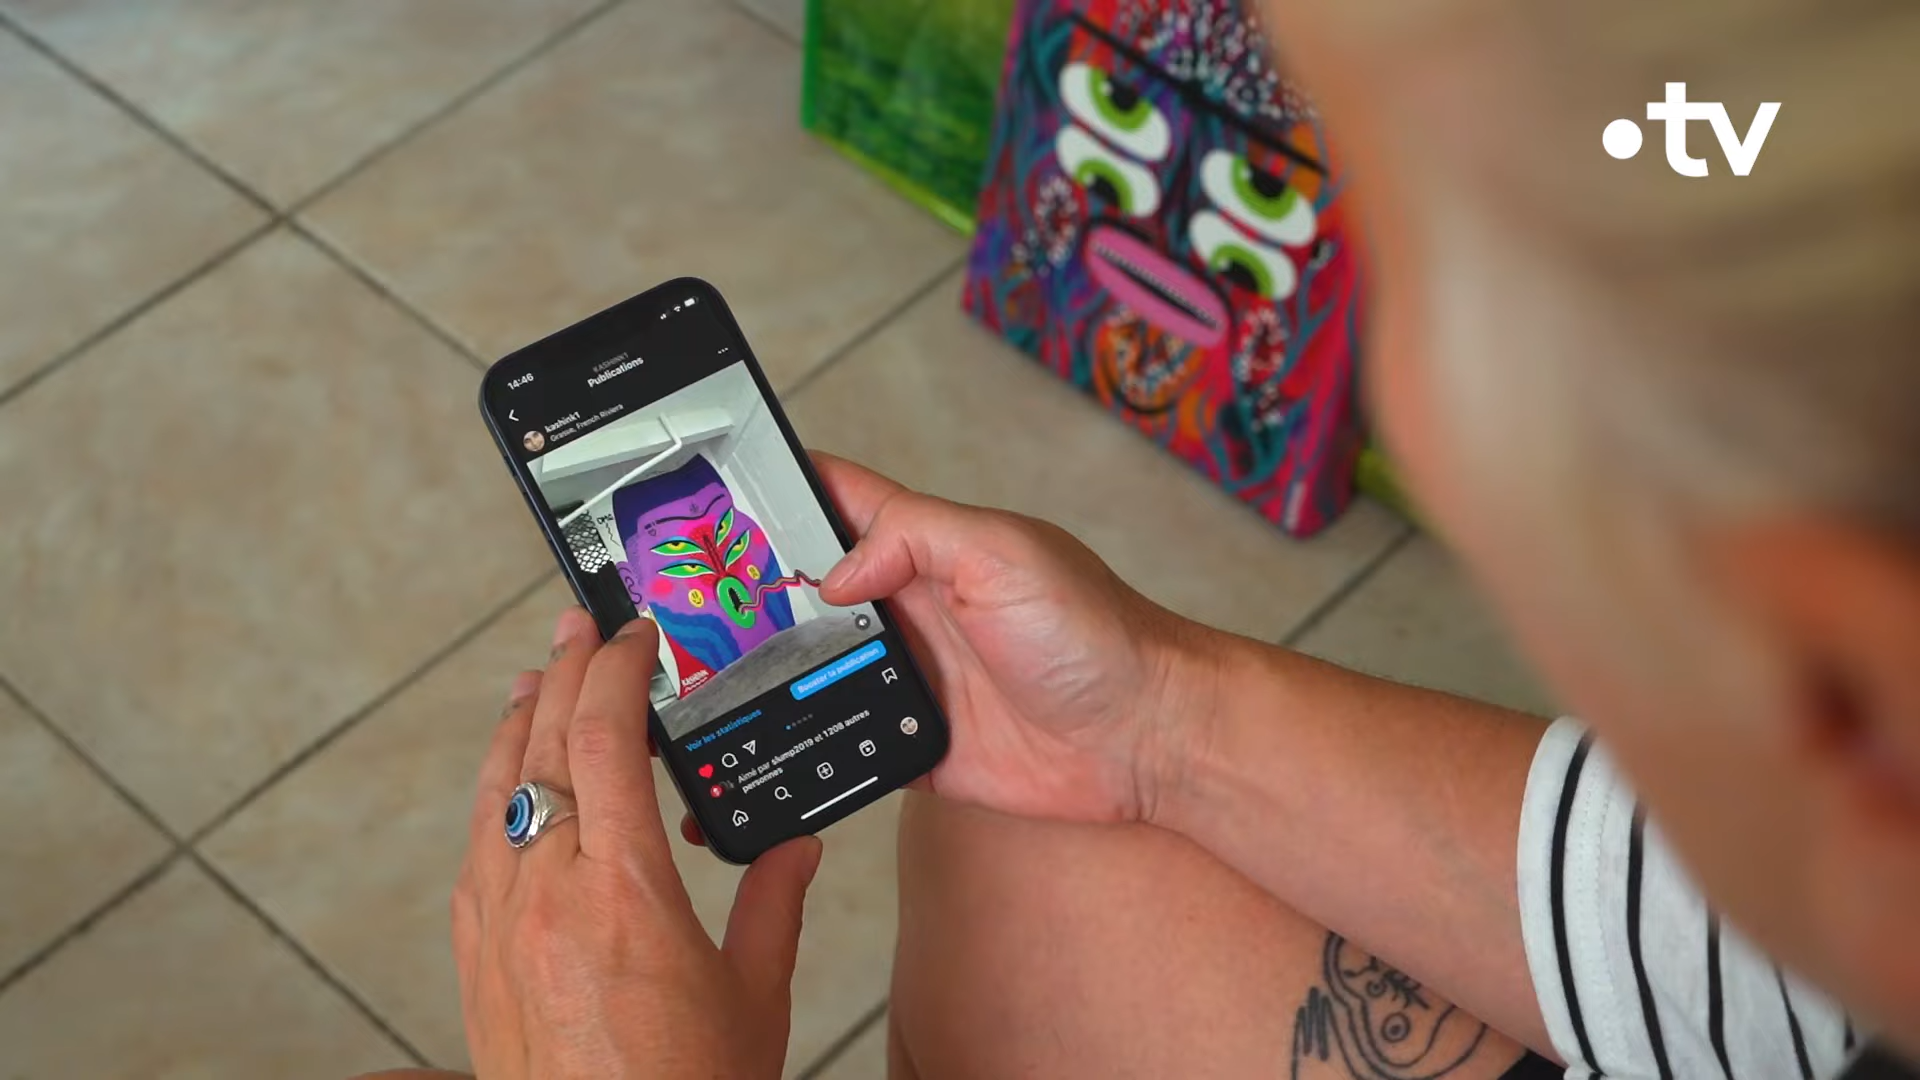 .tv
14:46
KASHINK1
Publications
kashink1
Grasse, French Riviera
KASHINK
Booster la publication
Voir les statistiques
Aimé par slump2019 et 1208 autres
personnes